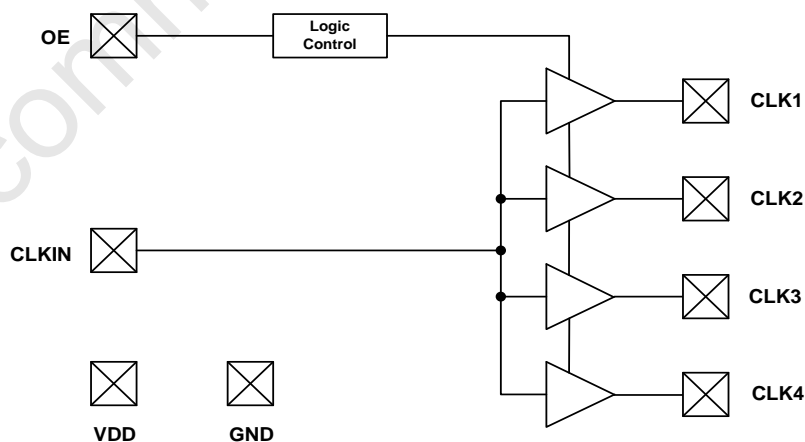 OE
Logic
Control
CLK1
CLK2
CLKIN
CLK3
CLK4
VDD
GND